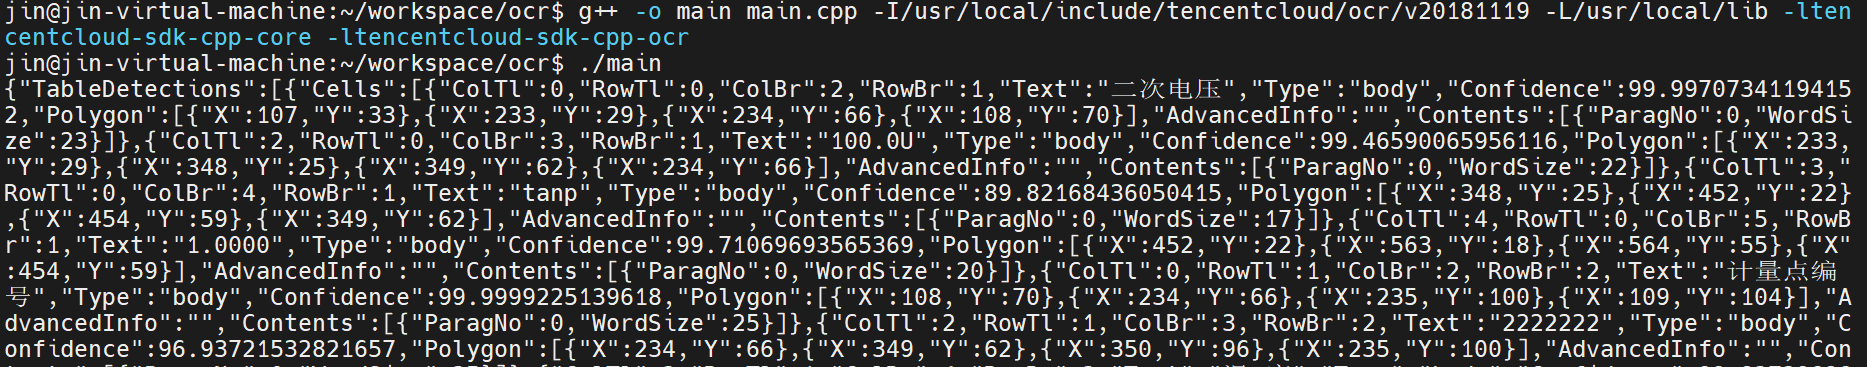 jin@jin-virtual-machine:~/workspace/ocr$ g++ -o main main.cpp -I/usr/local/include/tencentcloud/ocr/v20181119 -L/usr/local/lib -lten
centcloud-sdk-cpp-core -ltencentcloud-sdk-cpp-ocr
jin@jin-virtual-machine:~/workspace/ocr$ ./main
{"TableDetections":[{"Cells":[{"ColTl":0,"RowTl":0,"ColBr":2,"RowBr":1,"Text":"二次电压","Type":"body","Confidence":99.9970734119415
2,"Polygon":[{"X":107,"Y":33},{"X":233,"Y":29},{"X":234,"Y":66},{"X":108,"Y":70}],"AdvancedInfo":"","Contents":[{"ParagNo":0,"WordSi
ze":23}]},{"ColTl":2,"RowTl":0,"ColBr":3,"RowBr":1,"Text":"100.0U","Type":"body","Confidence":99.46590065956116,"Polygon":[{"X":233,
"Y":29},{"X":348,"Y":25},{"X":349,"Y":62},{"X":234,"Y":66}],"AdvancedInfo":"","Contents":[{"ParagNo":0,"WordSize":22}]},{"ColTl":3,"
RowTl":0,"ColBr":4,"RowBr":1,"Text":"tanp","Type":"body","Confidence":89.82168436050415,"Polygon":[{"X":348,"Y":25},{"X":452,"Y":22}
,{"X":454,"Y":59},{"X":349,"Y":62}],"AdvancedInfo":"","Contents":[{"ParagNo":0,"WordSize":17}]},{"ColTl":4,"RowTl":0,"ColBr":5,"RowB
r":1,"Text":"1.0000","Type":"body","Confidence":99.71069693565369,"Polygon":[{"X":452,"Y":22},{"X":563,"Y":18},{"X":564,"Y":55},{"X"
:454,"Y":59}],"AdvancedInfo":"","Contents":[{"ParagNo":0,"WordSize":20}]},{"ColTl":0,"RowTl":1,"ColBr":2,"RowBr":2,"Text":"计量点编
号","Type":"body","Confidence":99.9999225139618,"Polygon":[{"X":108,"Y":70},{"X":234,"Y":66},{"X":235,"Y":100},{"X":109,"Y":104}],"A
dvancedInfo":"","Contents":[{"ParagNo":0,"WordSize":25}]},{"ColTl":2,"RowTl":1,"ColBr":3,"RowBr":2,"Text":"2222222","Type":"body","C
onfidence":96.93721532821657,"Polygon":[{"X":234,"Y":66},{"X":349,"Y":62},{"X":350,"Y":96},{"X":235,"Y":100}],"AdvancedInfo":"","Con